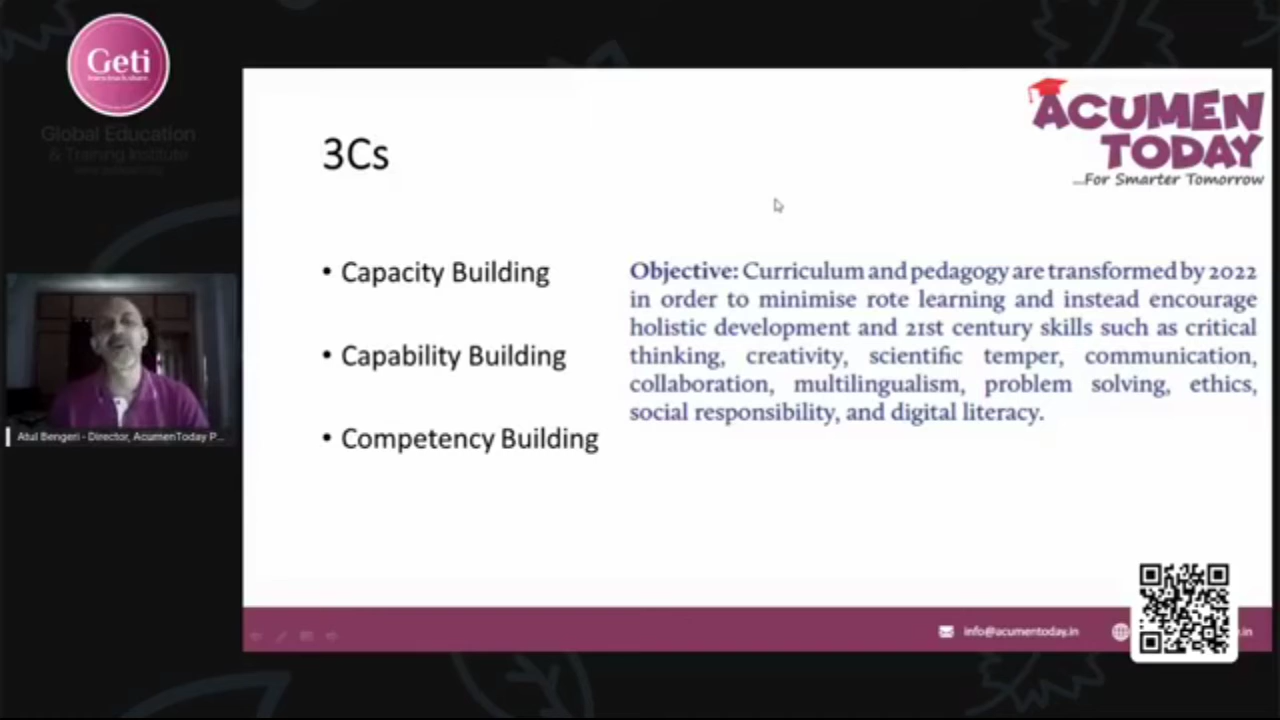 Geti
learn.teach.share.
Global Education
& Training Institute
ACUMEN
TODAY
...For Smarter Tomorrow
3Cs
• Capacity Building
• Capability Building
• Competency Building
Objective: Curriculum and pedagogy are transformed by 2022
in order to minimise rote learning and instead encourage
holistic development and 21st century skills such as critical
thinking, creativity, scientific temper, communication,
collaboration, multilingualism, problem solving, ethics,
social responsibility, and digital literacy.
Atul Bengeri - Director, AcumenToday P...
info@acumentoday.in